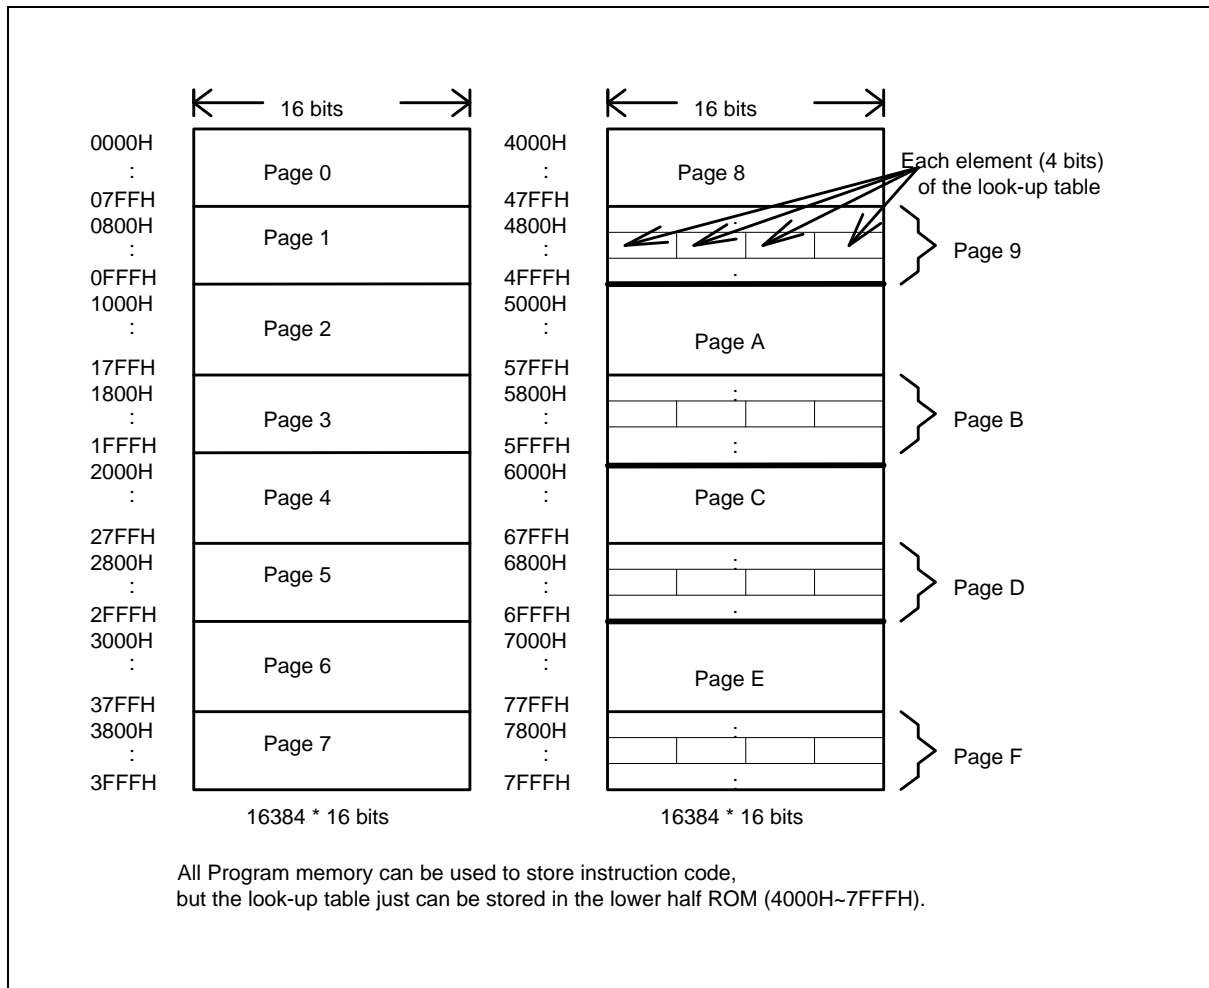 16 bits
0000H
:
07FFH
0800H
:
0FFFH
1000H
:
17FFH
1800H
:
1FFFH
2000H
:
27FFH
2800H
:
2FFFH
3000H
:
37FFH
3800H
:
3FFFH
Page 0
Page 1
Page 2
Page 3
Page 4
Page 5
Page 6
Page 7
16384 * 16 bits
16 bits
4000H
:
47FFH
4800H
:
4FFFH
5000H
:
57FFH
5800H
:
5FFFH
6000H
:
67FFH
6800H
:
6FFFH
7000H
:
77FFH
7800H
:
7FFFH
Page 8
:
:
Page A
:
:
Page C
:
:
Page E
:
:
16384 * 16 bits
Each element (4 bits)
of the look-up table
Page 9
Page B
Page D
Page F
All Program memory can be used to store instruction code,
but the look-up table just can be stored in the lower half ROM (4000H~7FFFH).